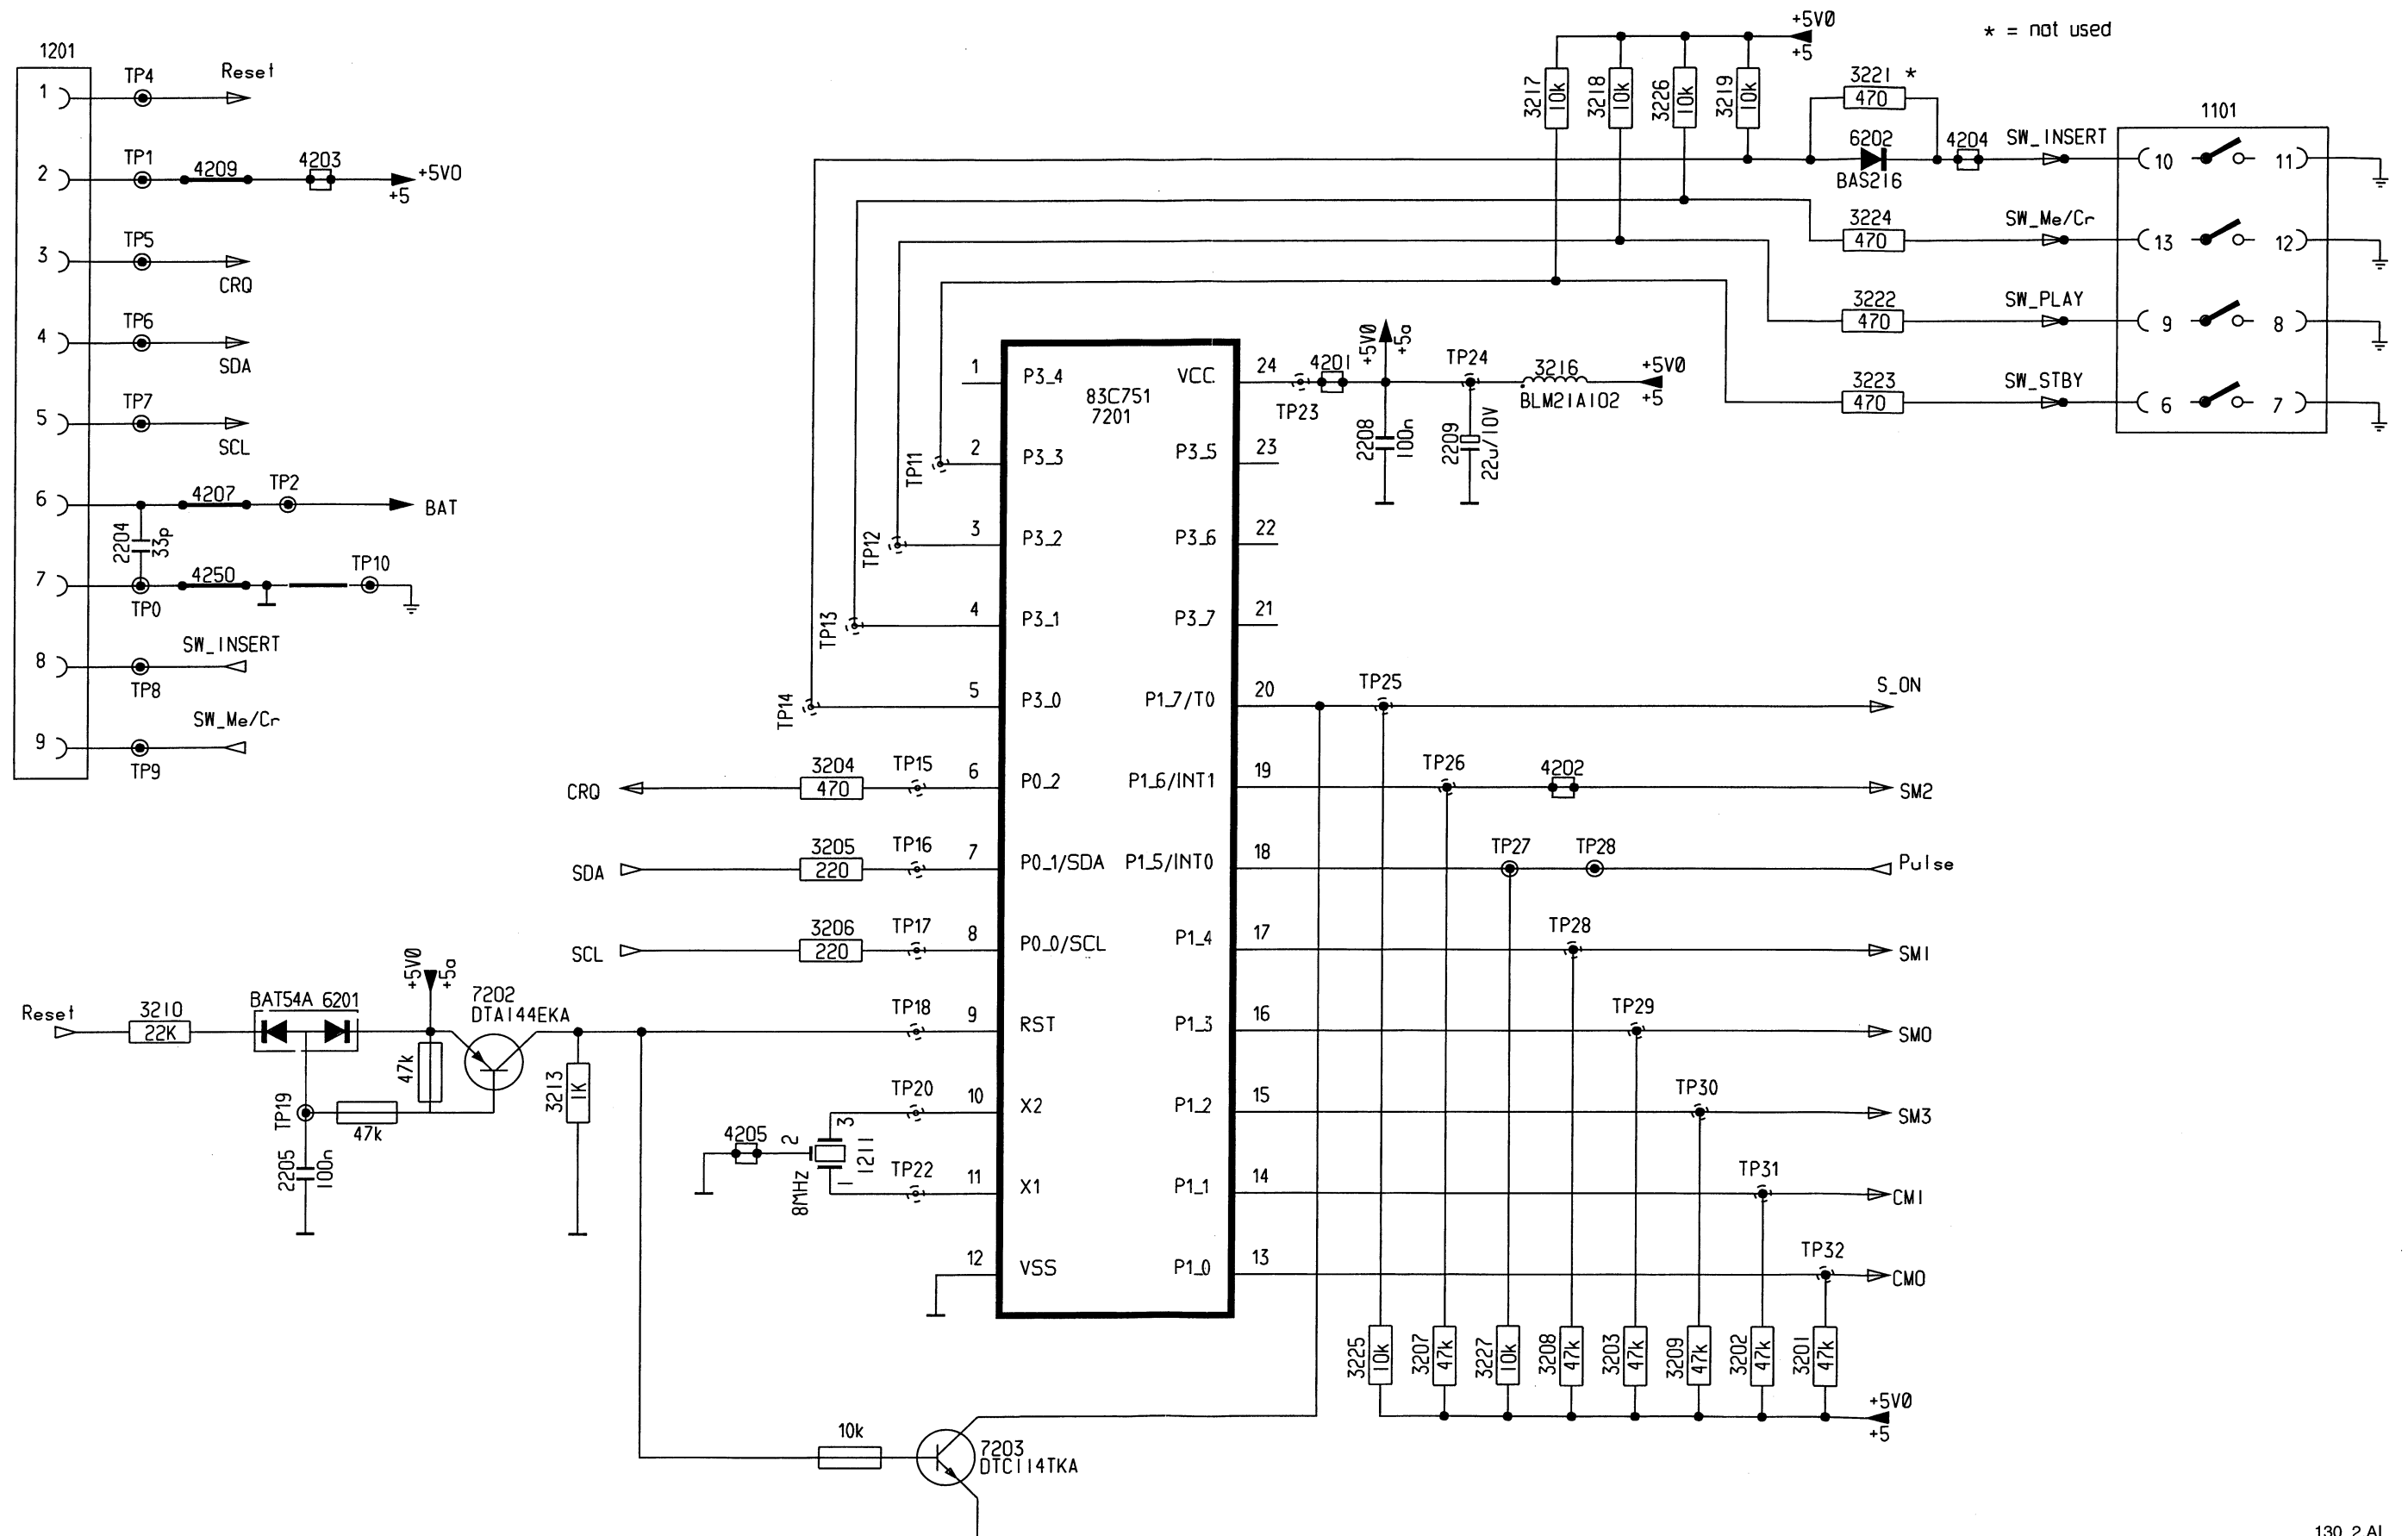 1201
1
TP4
Reset
2
TP1
4209
4203
+5V0
+5
3
TP5
CRQ
4
TP6
SDA
5
TP7
SCL
6
4207
TP2
BAT
2204
33p
7
4250
TP10
TP0
8
SW_INSERT
TP8
9
SW_Me/Cr
TP9
+5V0
+5
* = not used
3217
10k
3218
10k
3226
10k
3219
10k
3221 *
470
6202
BAS216
4204
SW_INSERT
1101
10
11
3224
470
SW_Me/Cr
13
12
3222
470
SW_PLAY
9
8
3223
470
SW_STBY
6
7
83C751
7201
1
P3_4
TP11
2
P3_3
TP12
3
P3_2
TP13
4
P3_1
TP14
5
P3_0
CRQ
3204
470
TP15
6
P0_2
SDA
3205
220
TP16
7
P0_1/SDA
SCL
3206
220
TP17
8
P0_0/SCL
TP18
9
RST
TP20
10
X2
TP22
11
X1
12
VSS
VCC
24
TP23
4201
+5V0
+5a
TP24
3216
BLM21A102
+5V0
+5
2208
100n
2209
22u/10V
P3_5
23
P3_6
22
P3_7
21
P1_7/T0
20
TP25
S_ON
P1_6/INT1
19
TP26
4202
SM2
P1_5/INT0
18
TP27
TP28
Pulse
P1_4
17
TP28
SM1
P1_3
16
TP29
SM0
P1_2
15
TP30
SM3
P1_1
14
TP31
CM1
P1_0
13
TP32
CM0
Reset
3210
22K
BAT54A 6201
+5V0
+5a
7202
DTA144EKA
47k
TP19
47k
2205
100n
3213
1K
4205
2
3
1
1211
8MHz
3225
10k
3207
47k
3227
10k
3208
47k
3203
47k
3209
47k
3202
47k
3201
47k
+5V0
+5
10k
7203
DTC114TKA